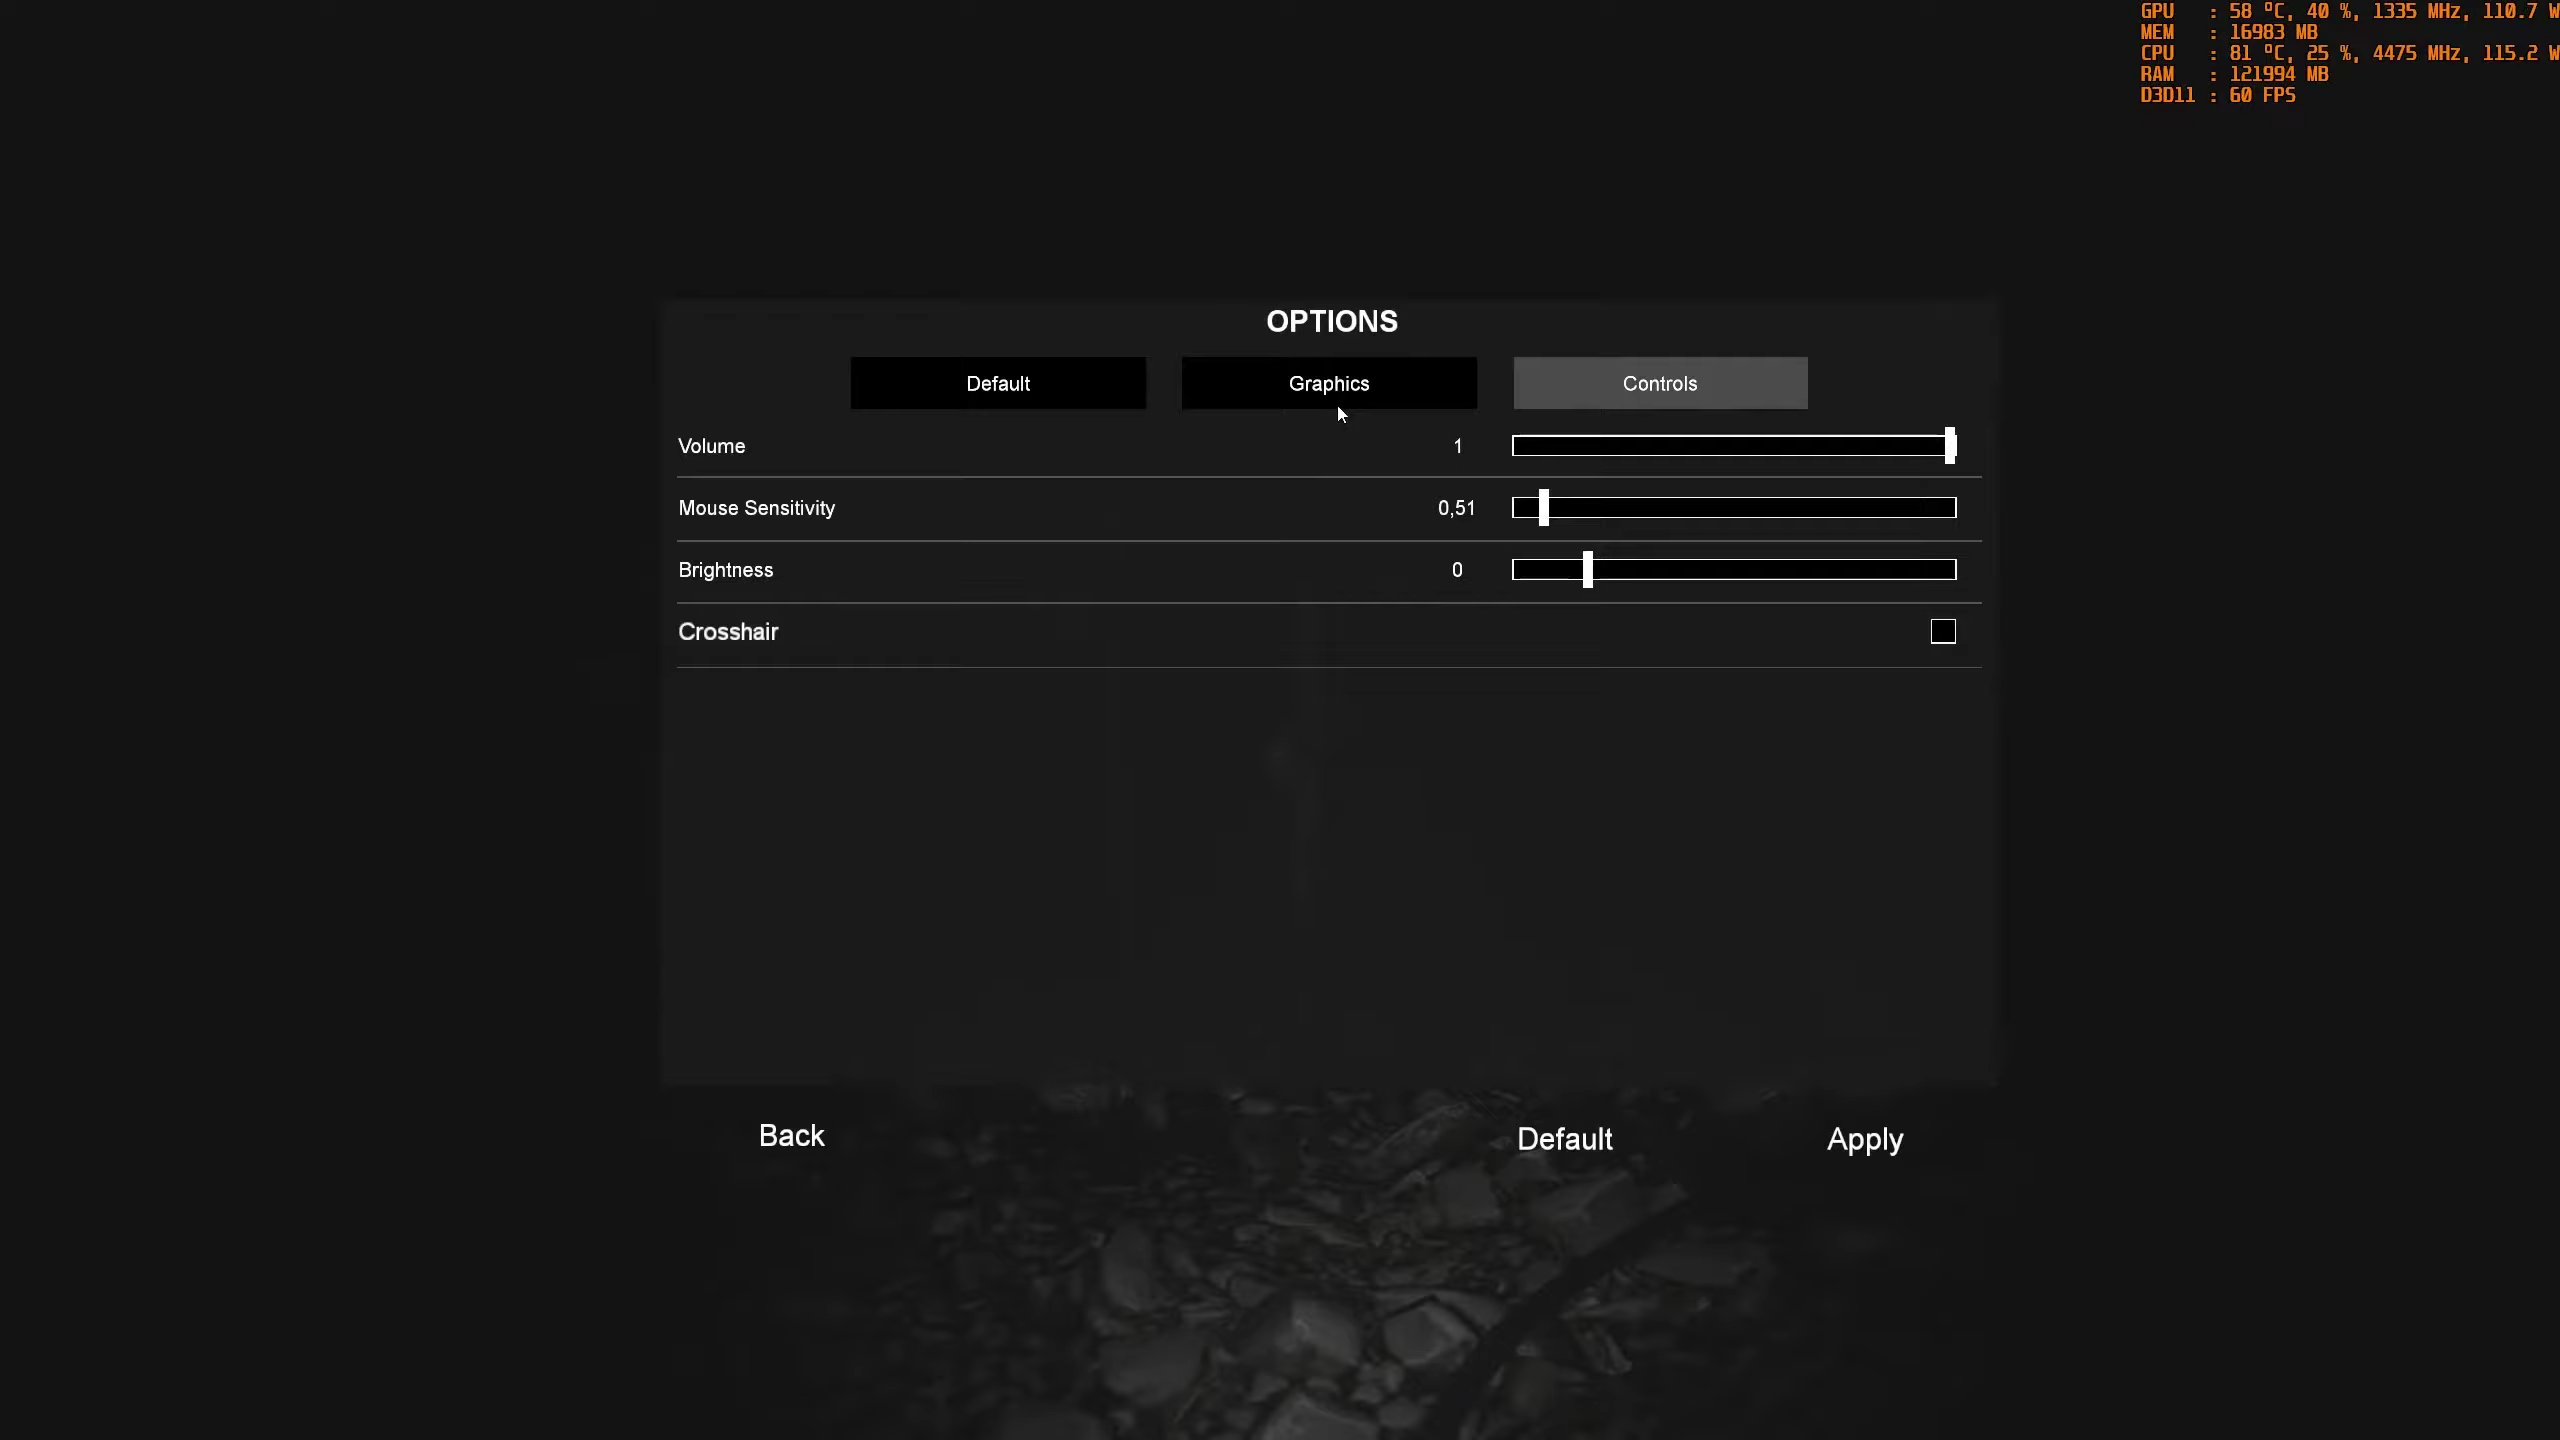 GPU : 58 °C, 40 %, 1335 MHz, 110.7 W
MEM : 16983 MB
CPU : 81 °C, 25 %, 4475 MHz, 115.2 W
RAM : 121994 MB
D3D11 : 60 FPS
OPTIONS
Default Graphics Controls
Volume 1
Mouse Sensitivity 0,51
Brightness 0
Crosshair
Back Default Apply